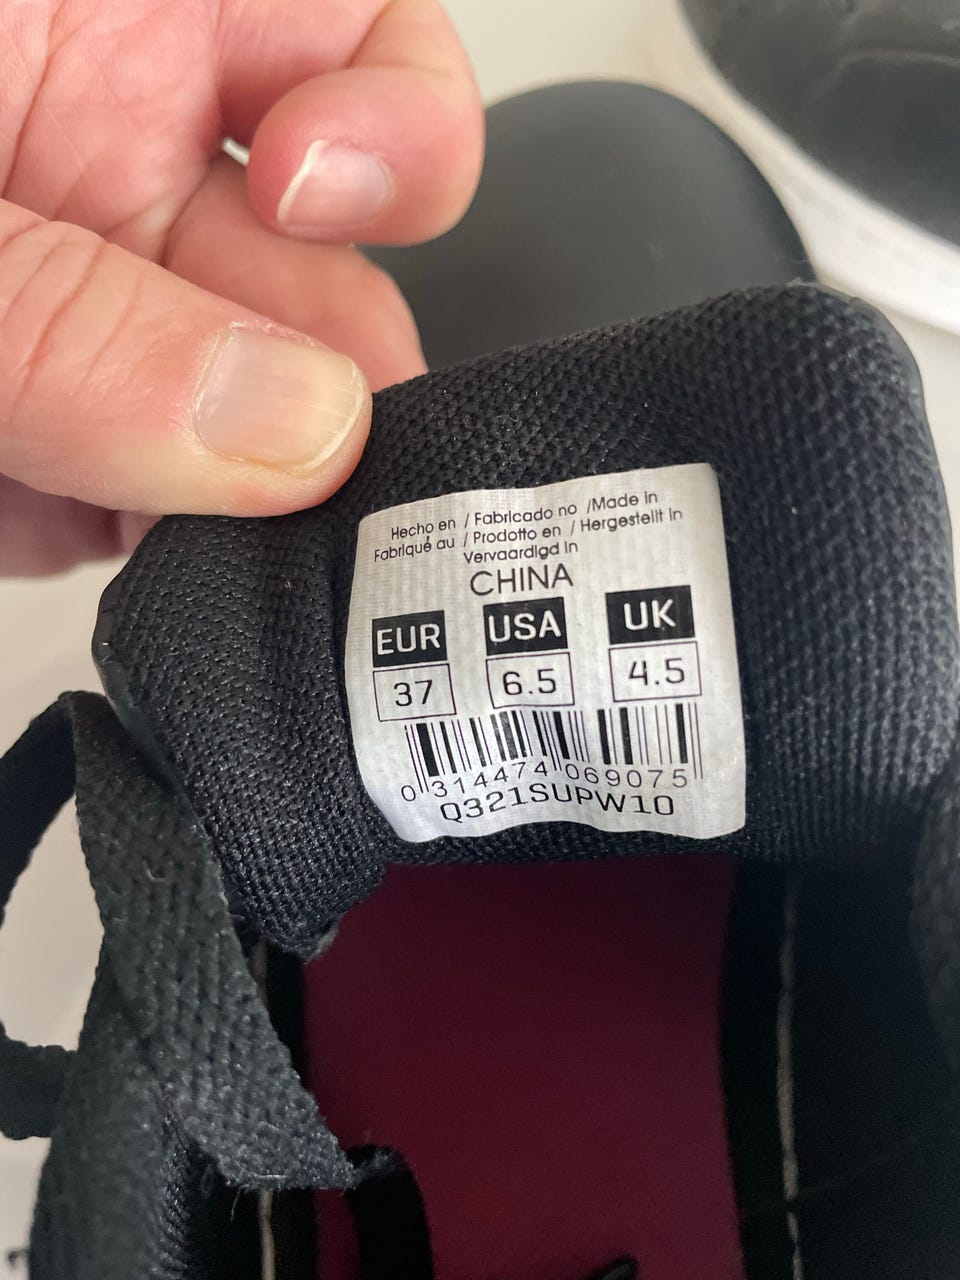 Hecho en / Fabricado no /Made in
Fabriqué au / Prodotto en / Hergestellt in
Vervaardigd in
CHINA
EUR USA UK
37 6.5 4.5
0 314474 069075
Q321SUPW10